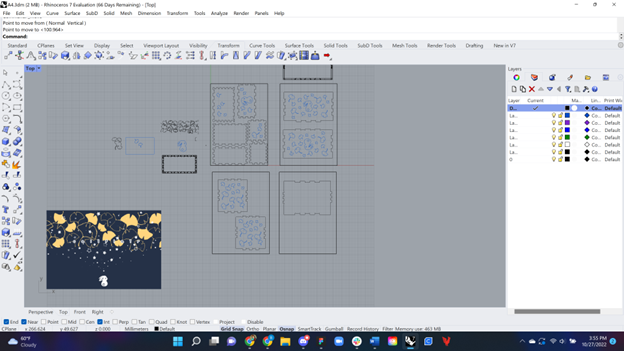 A4.3dm (2 MB) - Rhinoceros 7 Evaluation (66 Days Remaining) - [Top]
File Edit View Curve Surface SubD Solid Mesh Dimension Transform Tools Analyze Render Panels Help
Point to move from ( Normal Vertical )
Point to move to <100.964>
Command:
Standard CPlanes Set View Display Select Viewport Layout Visibility Transform Curve Tools Surface Tools Solid Tools SubD Tools Mesh Tools Render Tools Drafting New in V7
Top
Layers
Layer Current Ma... Lin... Print Wi
D... Co... Default
La... Co... Default
La... Co... Default
La... Co... Default
La... Co... Default
La... Co... Default
La... Co... Default
0 Co... Default
Perspective Top Front Right
End Near Point Mid Cen Int Perp Tan Quad Knot Vertex Project Disable
CPlane x 266.624 y 49.627 z 0.000 Millimeters Default Grid Snap Ortho Planar Osnap SmartTrack Gumball Record History Filter Memory use: 463 MB
60°F
Cloudy
3:55 PM
10/27/2022